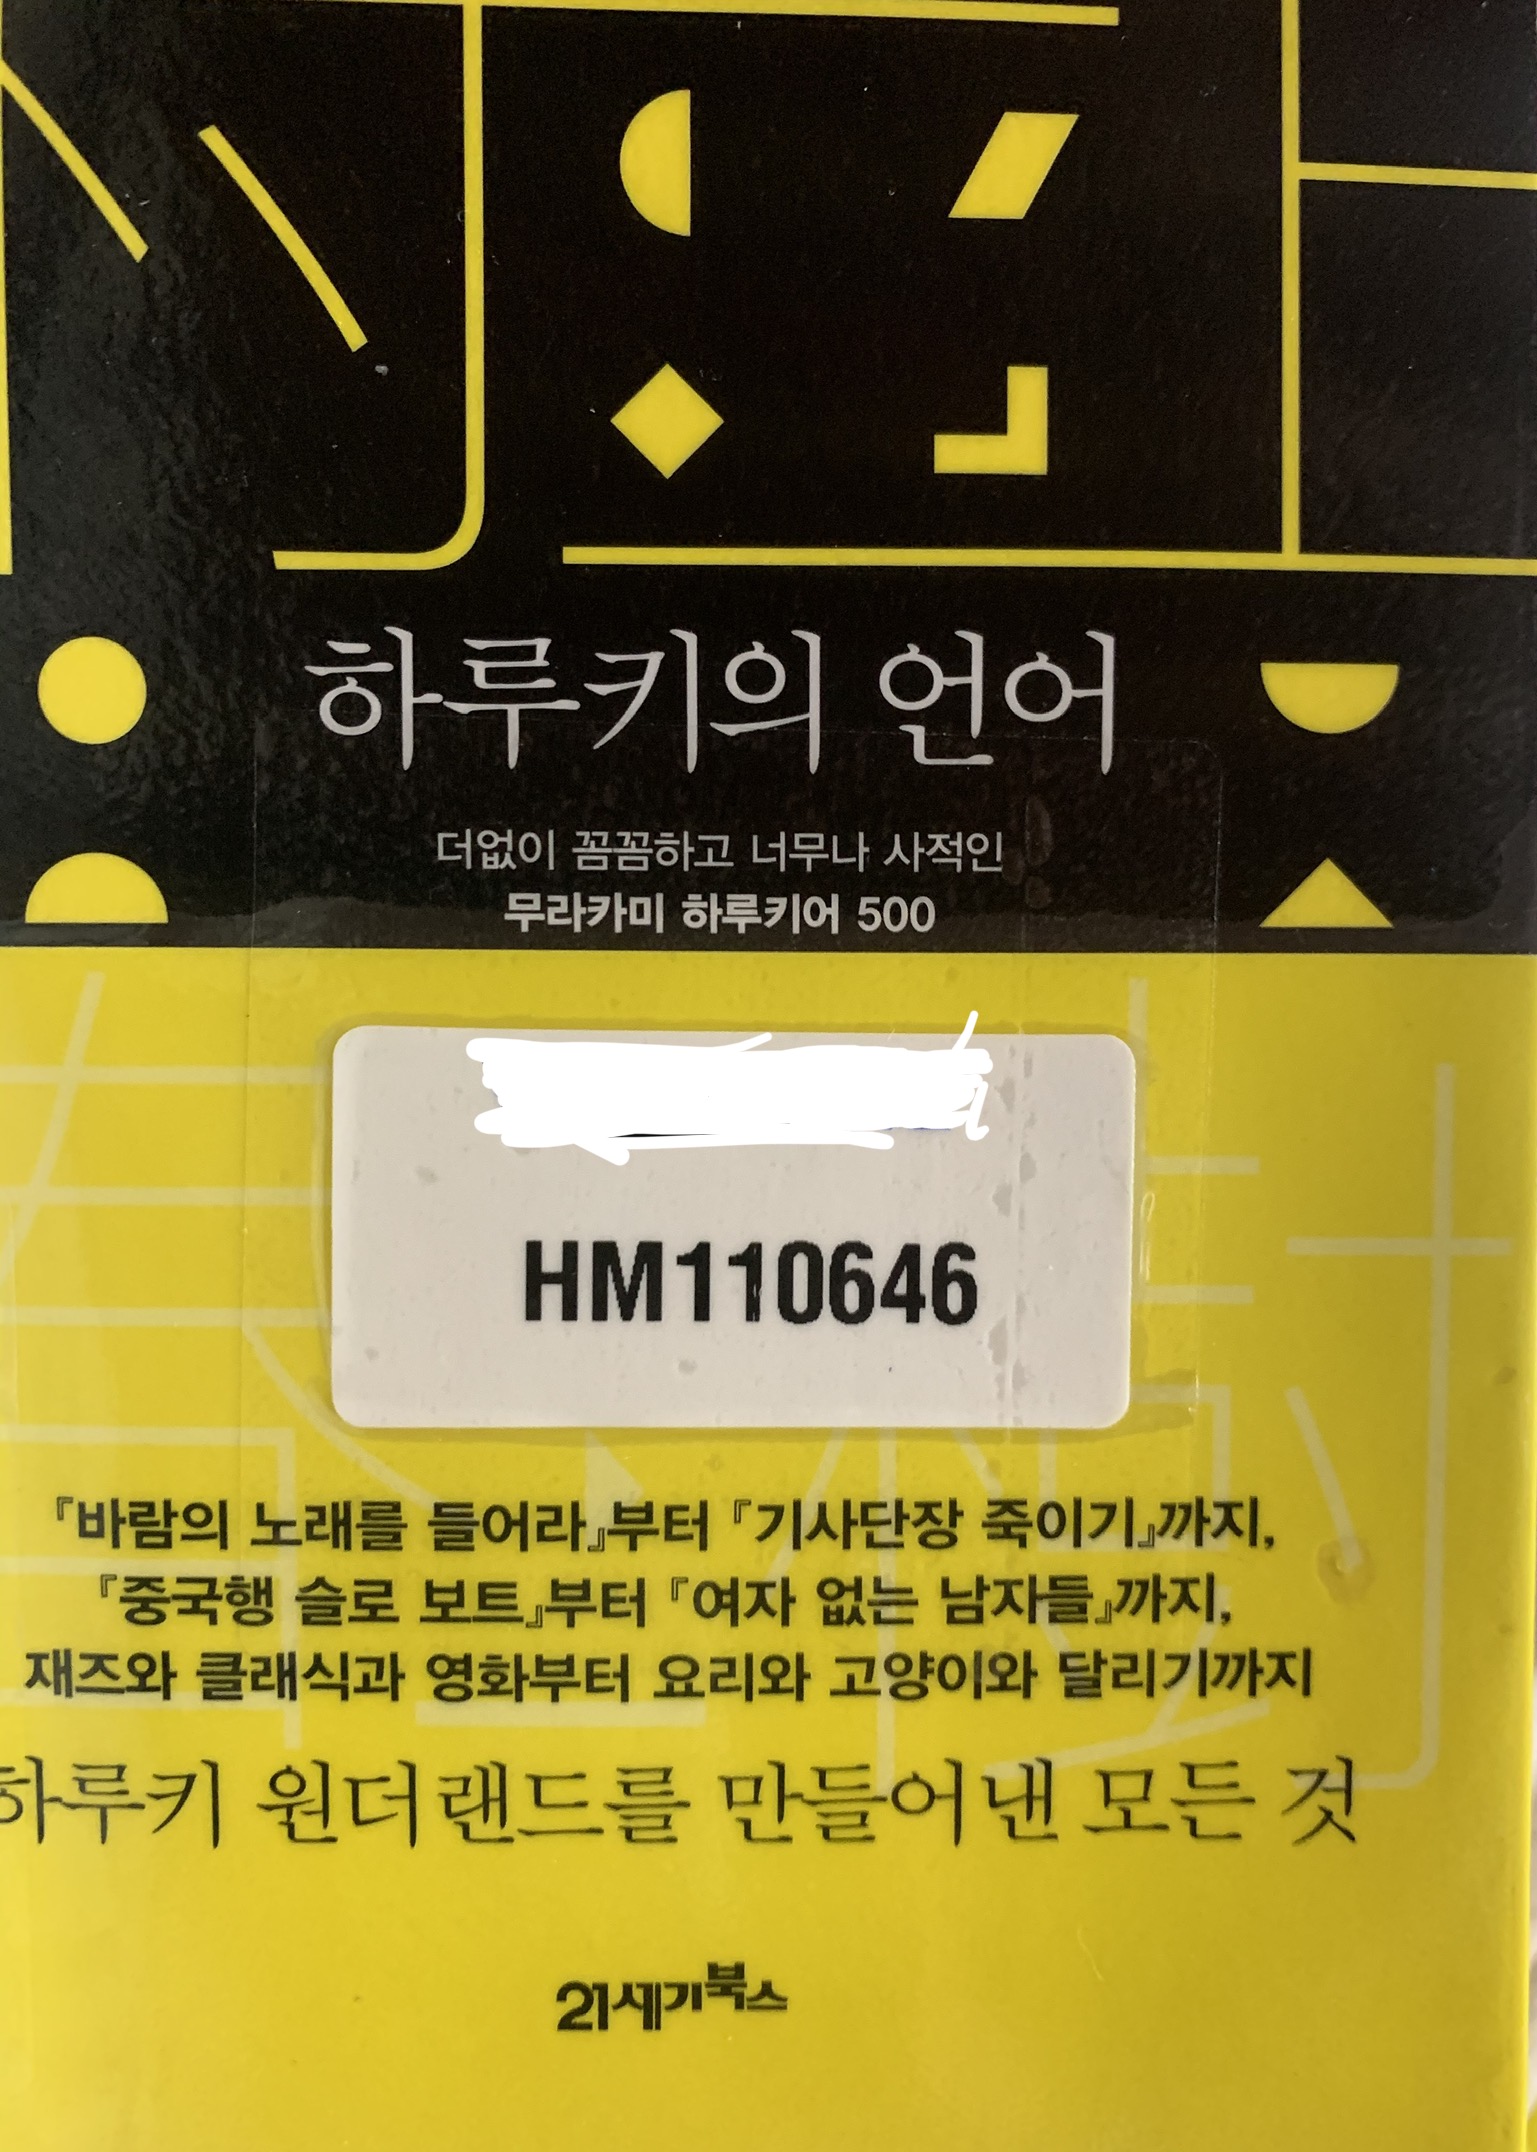 하루키의 언어
더없이 꼼꼼하고 너무나 사적인
무라카미 하루키어 500
HM110646
『바람의 노래를 들어라』부터 『기사단장 죽이기』까지,
『중국행 슬로 보트』부터 『여자 없는 남자들』까지,
재즈와 클래식과 영화부터 요리와 고양이와 달리기까지
하루키 원더랜드를 만들어낸 모든 것
21세기북스